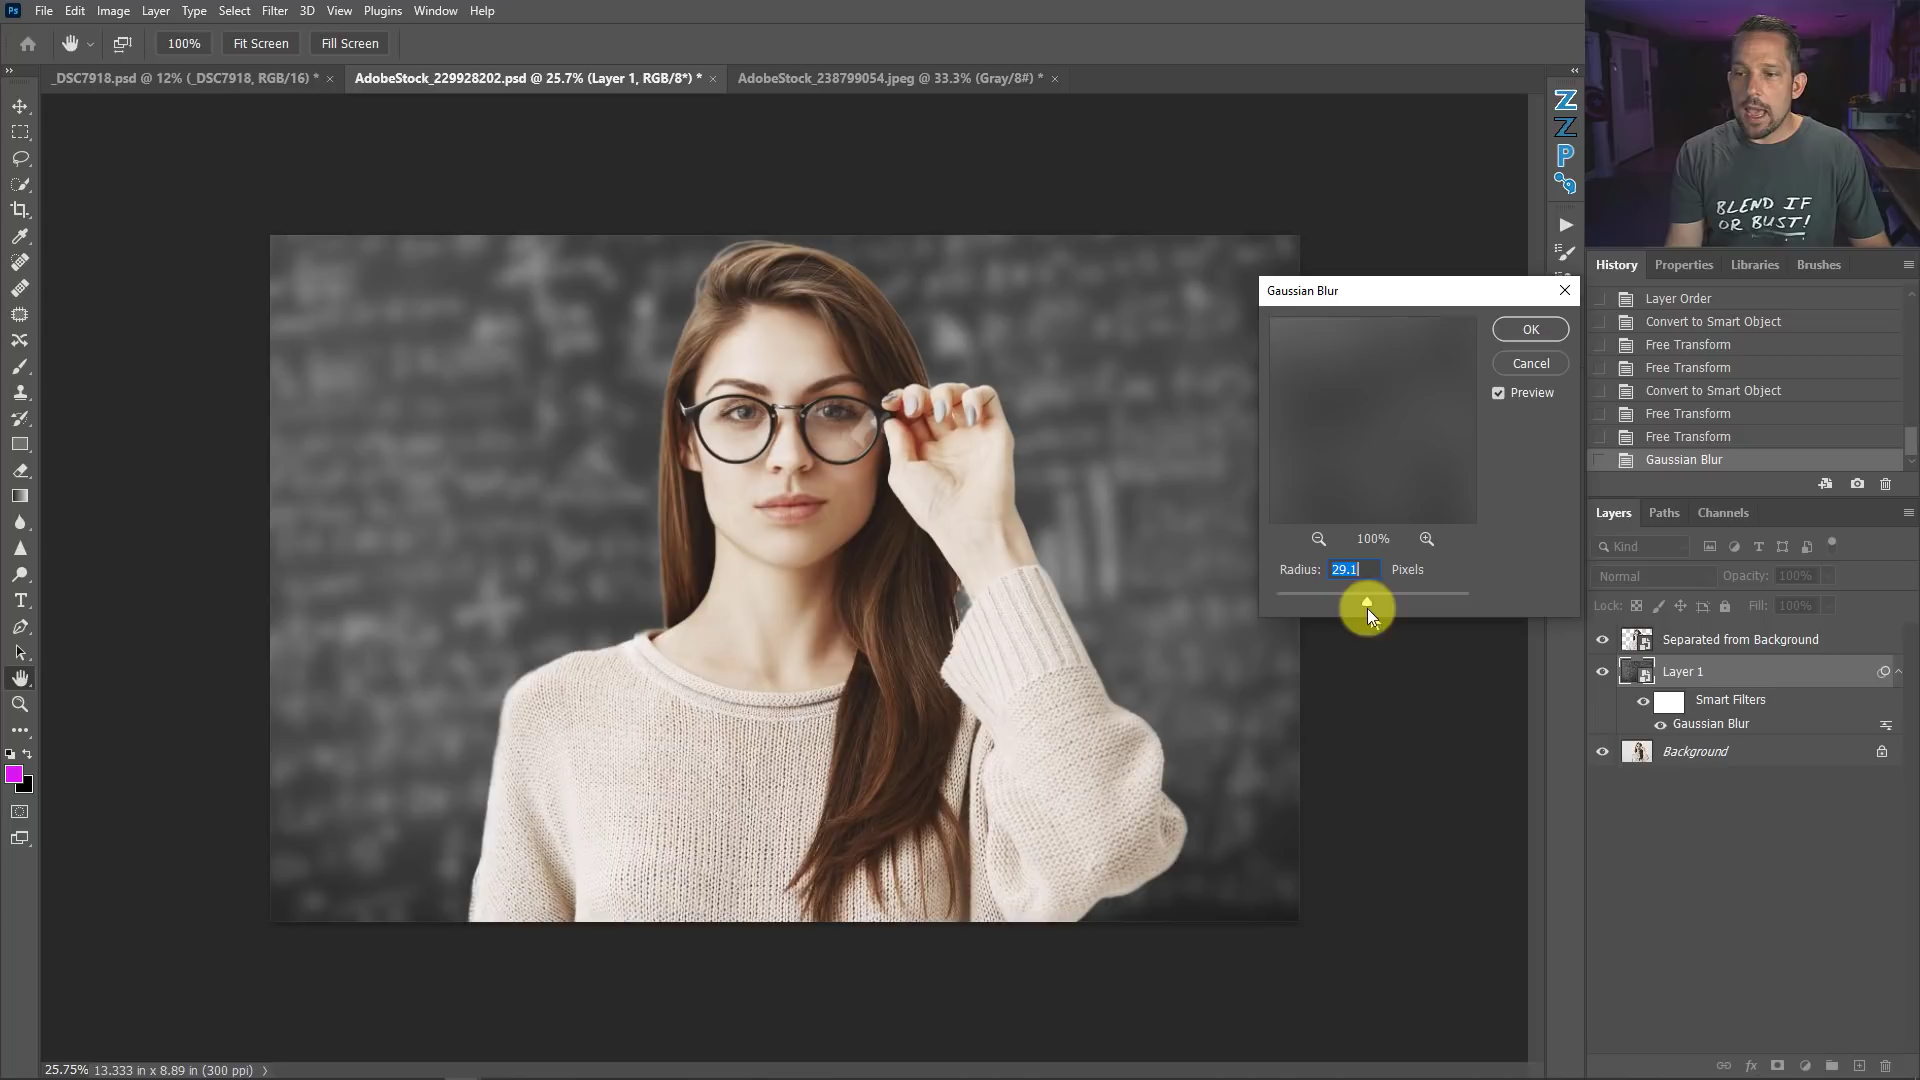 Ps File Edit Image Layer Type Select Filter 3D View Plugins Window Help
100% Fit Screen Fill Screen
_DSC7918.psd @ 12% (_DSC7918, RGB/16) * × AdobeStock_229928202.psd @ 25.7% (Layer 1, RGB/8*) * × AdobeStock_238799054.jpeg @ 33.3% (Gray/8#) * ×
Z
Z
P
BLEND IF
OR BUST!
Gaussian Blur
OK
Cancel
Preview
100%
Radius: 29.1 Pixels
History Properties Libraries Brushes
Layer Order
Convert to Smart Object
Free Transform
Free Transform
Convert to Smart Object
Free Transform
Free Transform
Gaussian Blur
Layers Paths Channels
Kind
Normal Opacity: 100%
Lock: Fill: 100%
Separated from Background
Layer 1
Smart Filters
Gaussian Blur
Background
fx
25.75% 13.333 in x 8.89 in (300 ppi)